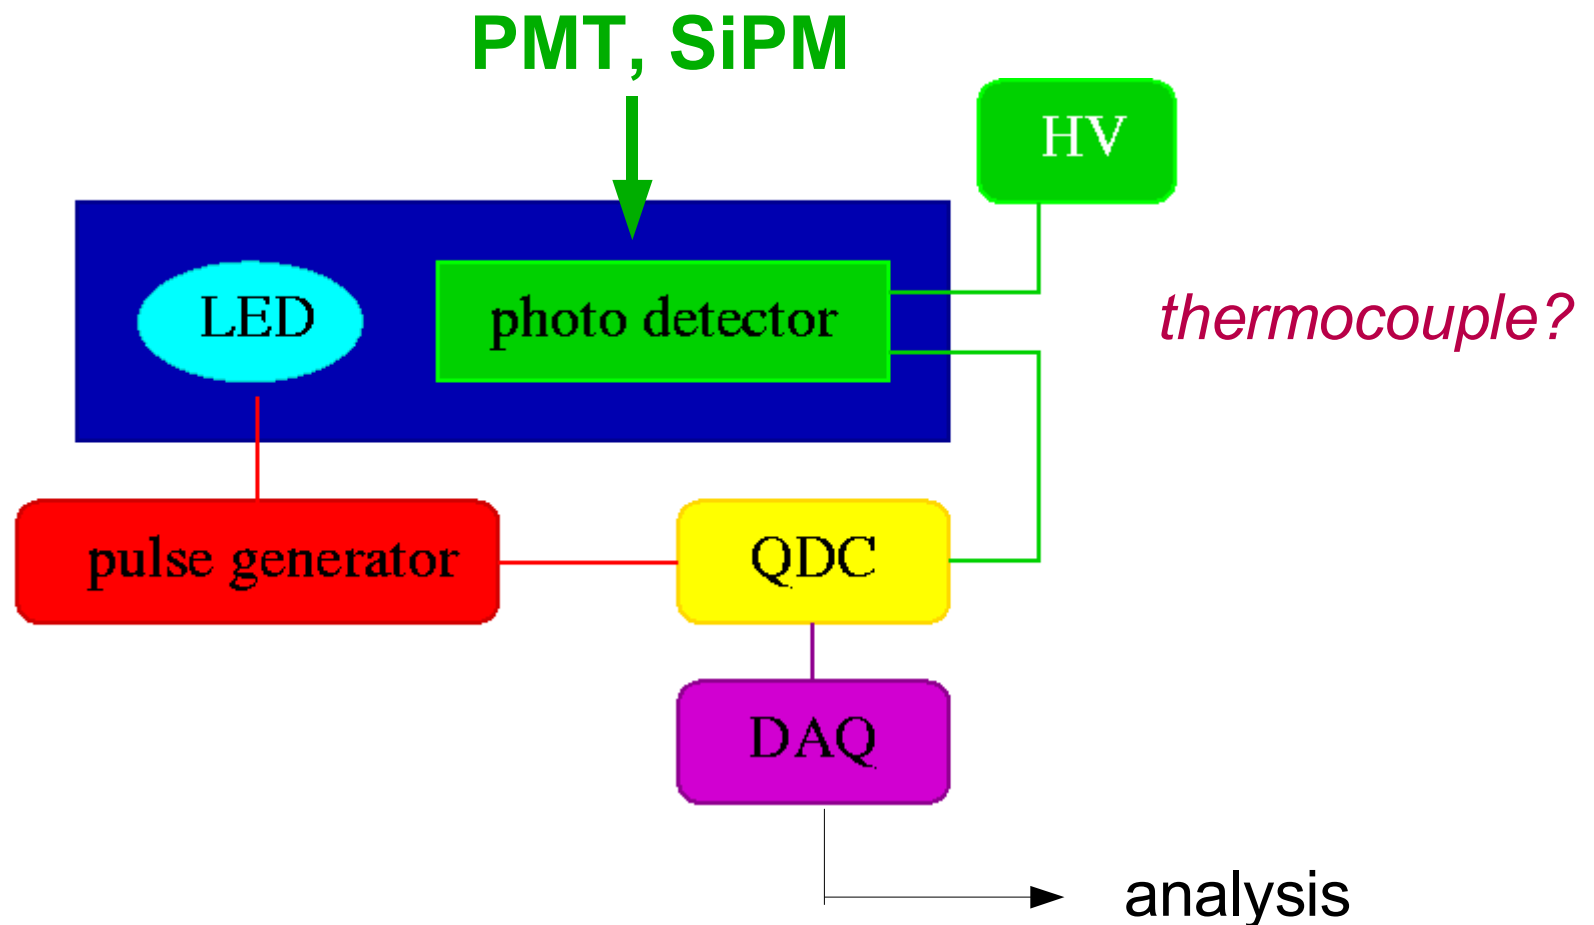 PMT, SiPM
HV
LED
photo detector
thermocouple?
pulse generator
QDC
DAQ
analysis